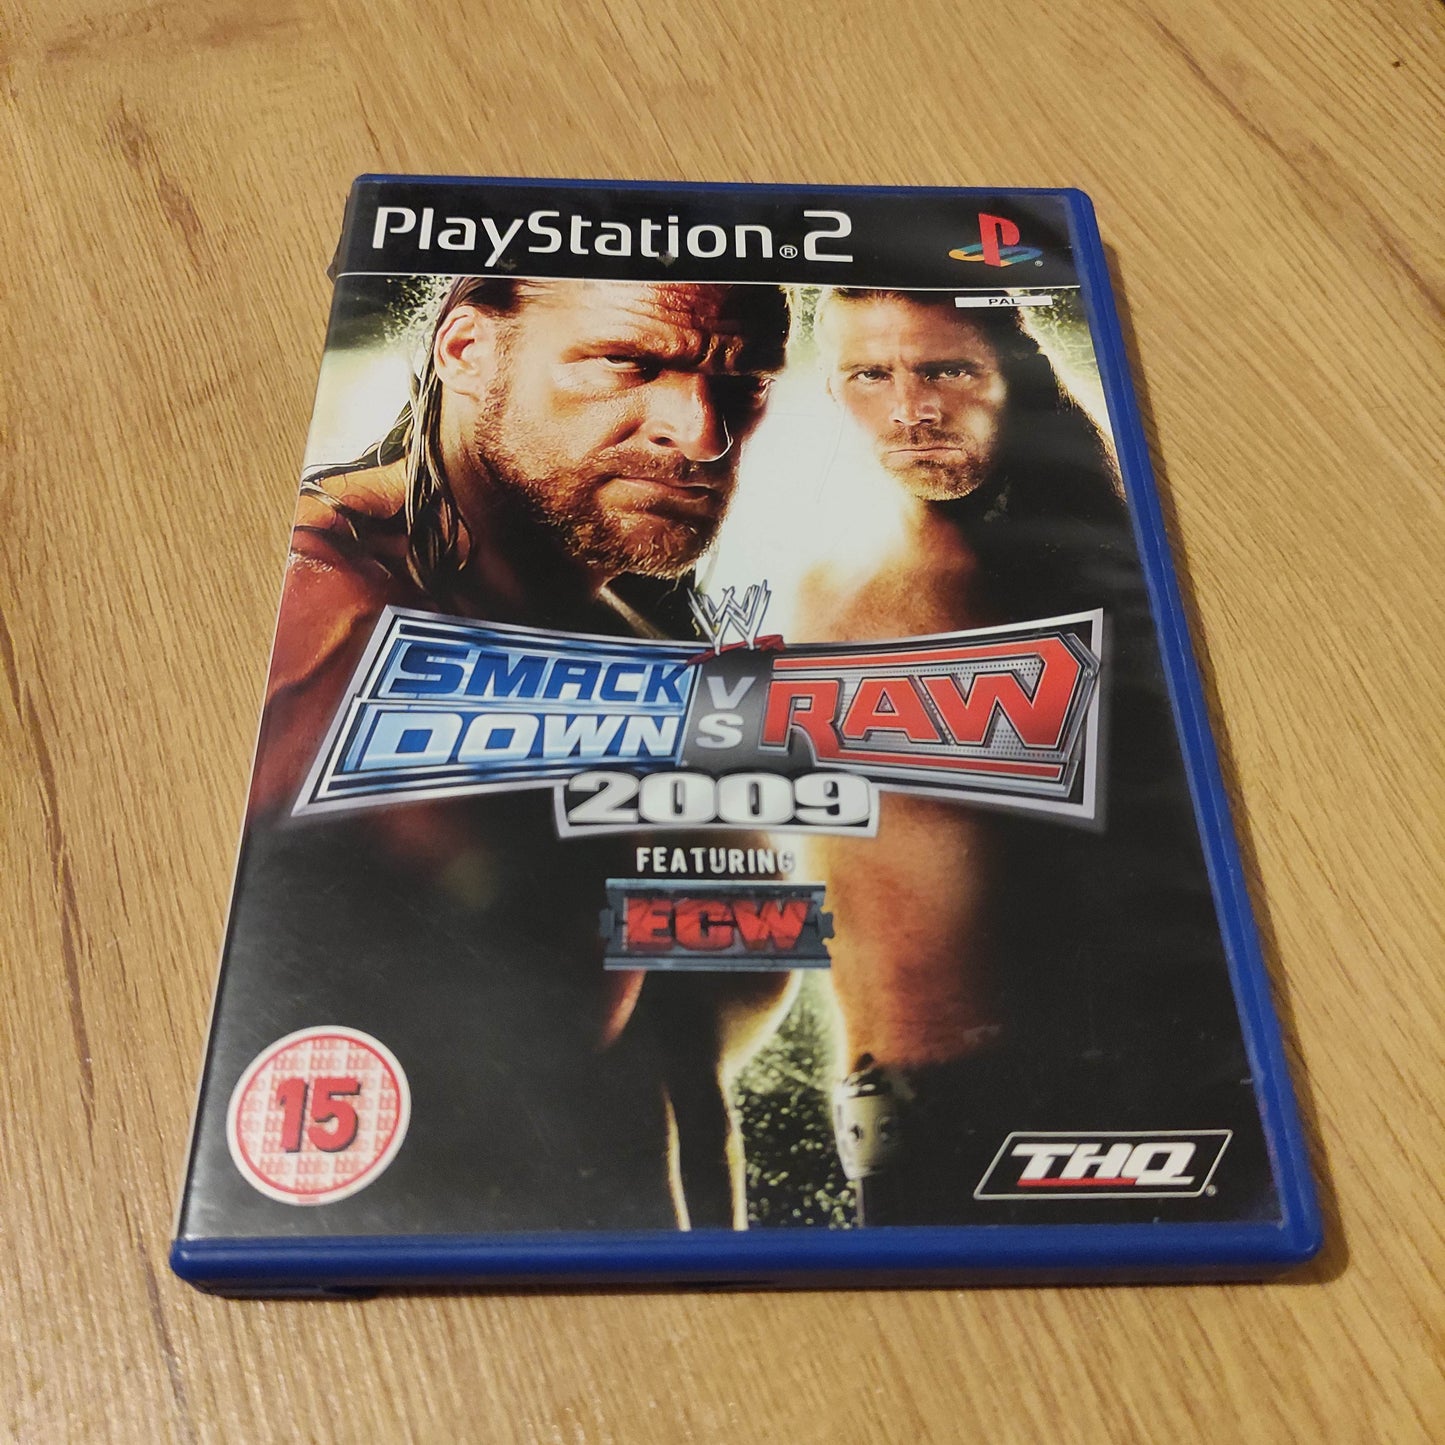 PlayStation®2
PAL
W
SMACK
DOWN
VS
RAW
2009
FEATURING
ECW
15
THQ